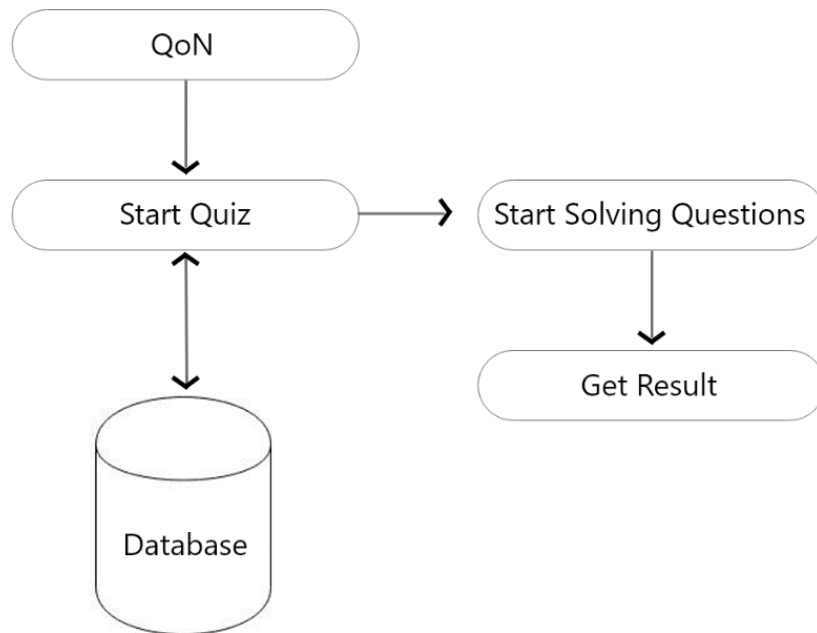 QoN
Start Quiz
Start Solving Questions
Get Result
Database